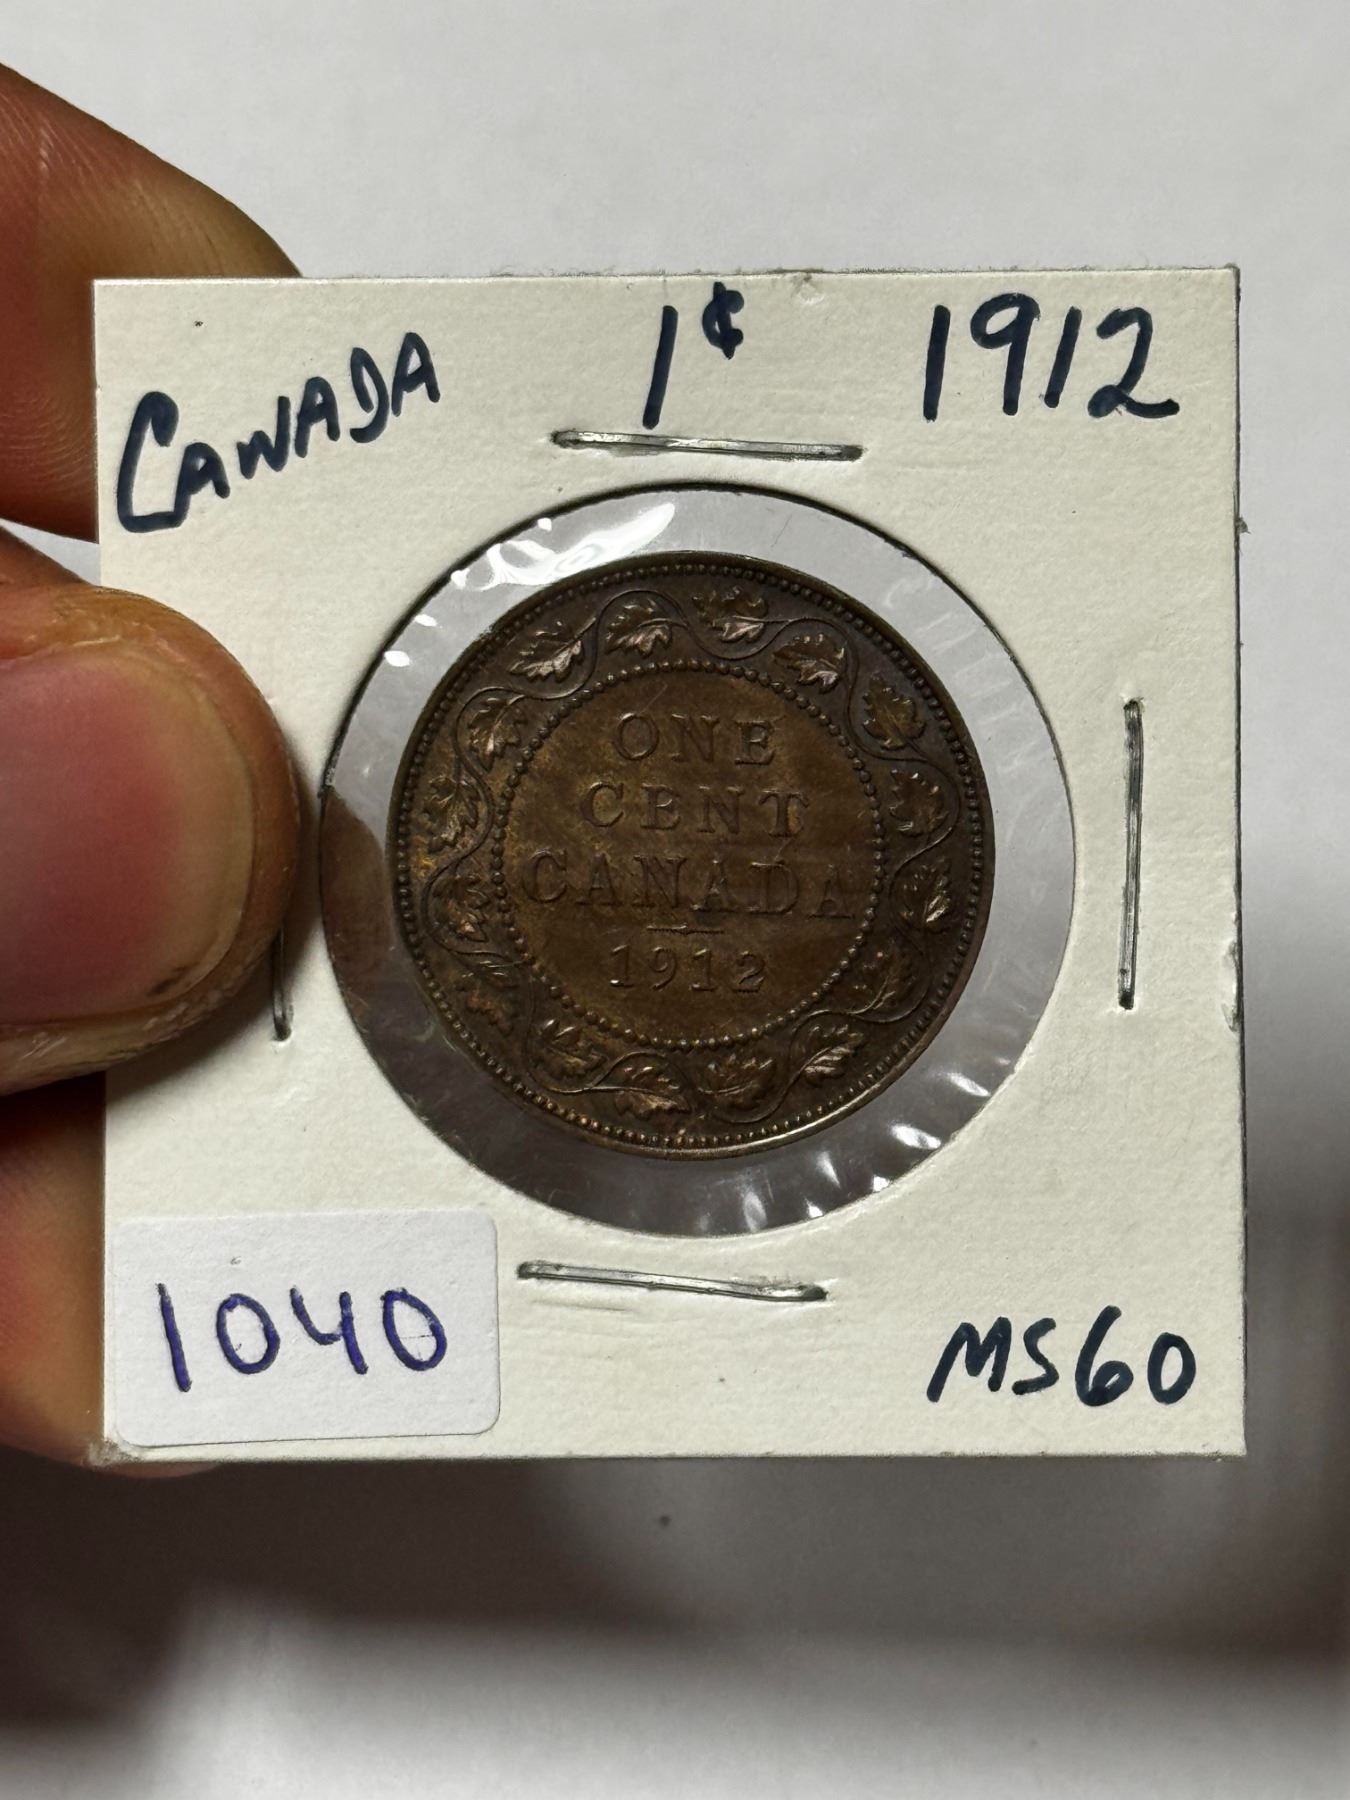 CANADA 1¢ 1912
ONE
CENT
CANADA
1912
1040
MS60